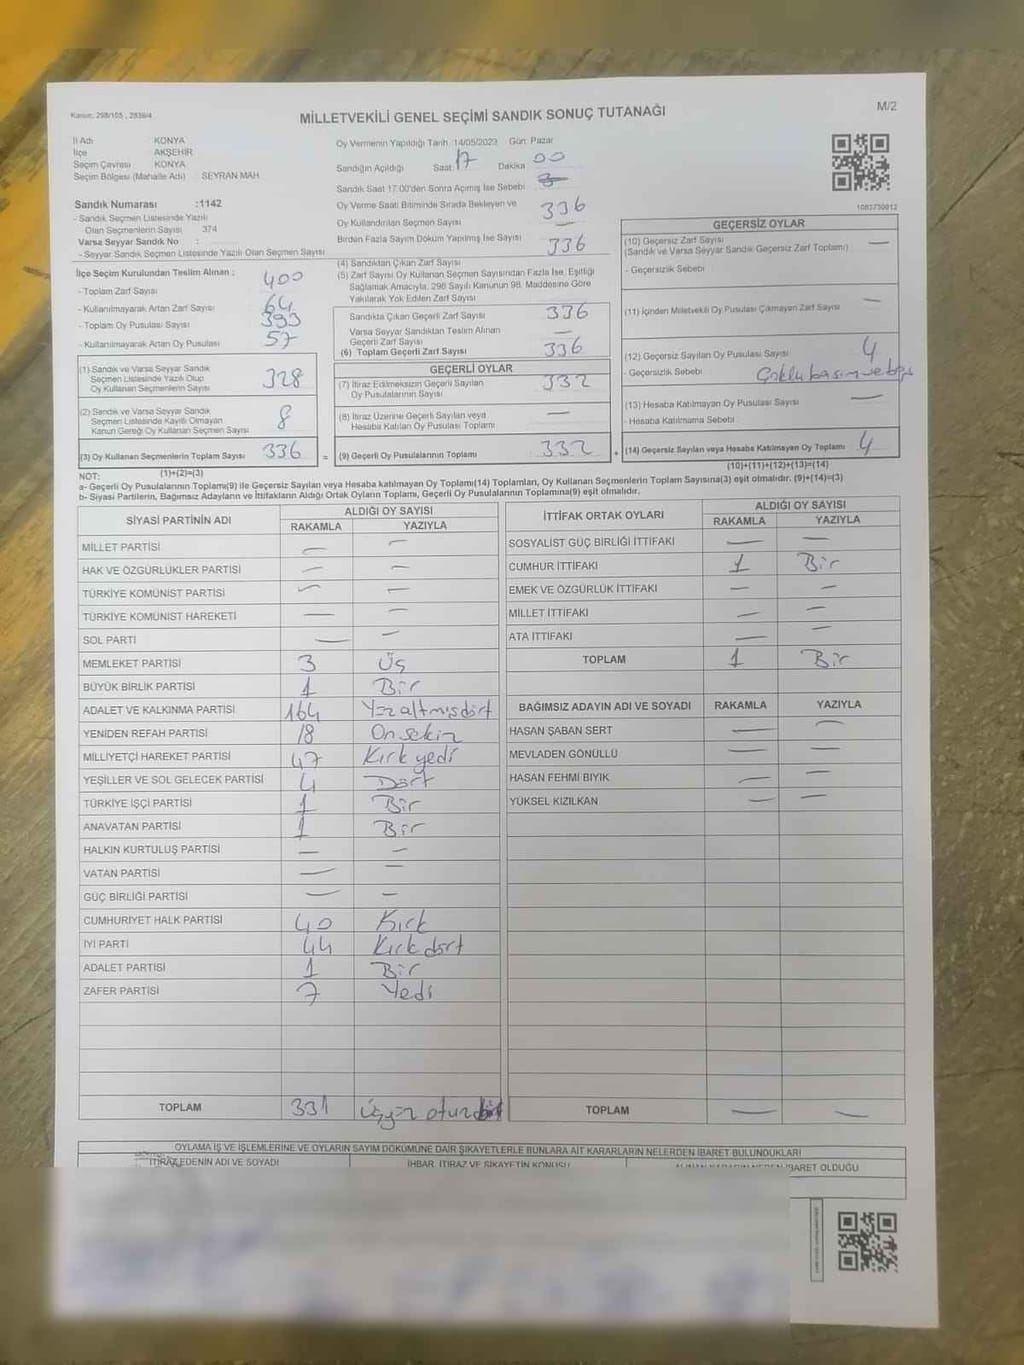 Kanun: 298/105 , 2839/4
M/2
MİLLETVEKİLİ GENEL SEÇİMİ SANDIK SONUÇ TUTANAĞI
İl Adı KONYA
İlçe AKŞEHİR
Seçim Çevresi KONYA
Seçim Bölgesi (Mahalle Adı) SEYRAN MAH.
Sandık Numarası :1142
- Sandık Seçmen Listesinde Yazılı
Olan Seçmenlerin Sayısı 374
Varsa Seyyar Sandık No :
- Seyyar Sandık Seçmen Listesinde Yazılı Olan Seçmen Sayısı
İlçe Seçim Kurulundan Teslim Alınan :
- Toplam Zarf Sayısı 400
- Kullanılmayarak Artan Zarf Sayısı 64
- Toplam Oy Pusulası Sayısı 393
- Kullanılmayarak Artan Oy Pusulası 57
(1) Sandık ve Varsa Seyyar Sandık
Seçmen Listesinde Yazılı Olup
Oy Kullanan Seçmenlerin Sayısı 328
(2) Sandık ve Varsa Seyyar Sandık
Seçmen Listesinde Kayıtlı Olmayan
Kanun Gereği Oy Kullanan Seçmen Sayısı 8
(3) Oy Kullanan Seçmenlerin Toplam Sayısı 336 =
(1)+(2)=(3)
Oy Vermenin Yapıldığı Tarih :14/05/2023 Gün: Pazar
Sandığın Açıldığı Saat: 17 Dakika 00
Sandık Saat 17:00'den Sonra Açılmış İse Sebebi
Oy Verme Saati Bitiminde Sırada Bekleyen ve
Oy Kullandırılan Seçmen Sayısı 336
Birden Fazla Sayım Döküm Yapılmış İse Sayısı
(4) Sandıktan Çıkan Zarf Sayısı 336
(5) Zarf Sayısı Oy Kullanan Seçmen Sayısından Fazla İse, Eşitliği
Sağlamak Amacıyla, 298 Sayılı Kanunun 98. Maddesine Göre
Yakılarak Yok Edilen Zarf Sayısı
Sandıkta Çıkan Geçerli Zarf Sayısı 336
Varsa Seyyar Sandıktan Teslim Alınan
Geçerli Zarf Sayısı —
(6) Toplam Geçerli Zarf Sayısı 336
GEÇERLİ OYLAR
(7) İtiraz Edilmeksizin Geçerli Sayılan
Oy Pusulalarının Sayısı 332
(8) İtiraz Üzerine Geçerli Sayılan veya
Hesaba Katılan Oy Pusulası Toplamı —
(9) Geçerli Oy Pusulalarının Toplamı 332 +
1083730012
GEÇERSİZ OYLAR
(10) Geçersiz Zarf Sayısı —
(Sandık ve Varsa Seyyar Sandık Geçersiz Zarf Toplamı)
- Geçersizlik Sebebi
(11) İçinden Milletvekili Oy Pusulası Çıkmayan Zarf Sayısı —
(12) Geçersiz Sayılan Oy Pusulası Sayısı 4
- Geçersizlik Sebebi
(13) Hesaba Katılmayan Oy Pusulası Sayısı —
- Hesaba Katılmama Sebebi
(14) Geçersiz Sayılan veya Hesaba Katılmayan Oy Toplamı 4
(10)+(11)+(12)+(13)=(14)
NOT:
a- Geçerli Oy Pusulalarının Toplamı(9) ile Geçersiz Sayılan veya Hesaba katılmayan Oy Toplamı(14) Toplamları, Oy Kullanan Seçmenlerin Toplam Sayısına(3) eşit olmalıdır. (9)+(14)=(3)
b- Siyasi Partilerin, Bağımsız Adayların ve İttifakların Aldığı Ortak Oyların Toplamı, Geçerli Oy Pusulalarının Toplamına(9) eşit olmalıdır.
SİYASİ PARTİNİN ADI ALDIĞI OY SAYISI
RAKAMLA YAZIYLA
MİLLET PARTİSİ — —
HAK VE ÖZGÜRLÜKLER PARTİSİ — —
TÜRKİYE KOMÜNİST PARTİSİ — —
TÜRKİYE KOMÜNİST HAREKETİ — —
SOL PARTİ — —
MEMLEKET PARTİSİ 3 Üç
BÜYÜK BİRLİK PARTİSİ 1 Bir
ADALET VE KALKINMA PARTİSİ 164 Yüzaltmışdört
YENİDEN REFAH PARTİSİ 18 Onsekiz
MİLLİYETÇİ HAREKET PARTİSİ 47 Kırk yedi
YEŞİLLER VE SOL GELECEK PARTİSİ 4 Dört
TÜRKİYE İŞÇİ PARTİSİ 1 Bir
ANAVATAN PARTİSİ 1 Bir
HALKIN KURTULUŞ PARTİSİ — —
VATAN PARTİSİ — —
GÜÇ BİRLİĞİ PARTİSİ — —
CUMHURİYET HALK PARTİSİ 40 Kırk
İYİ PARTİ 44 Kırk dört
ADALET PARTİSİ 1 Bir
ZAFER PARTİSİ 7 Yedi
TOPLAM 331 Üçyüz
İTTİFAK ORTAK OYLARI ALDIĞI OY SAYISI
RAKAMLA YAZIYLA
SOSYALİST GÜÇ BİRLİĞİ İTTİFAKI — —
CUMHUR İTTİFAKI 1 Bir
EMEK VE ÖZGÜRLÜK İTTİFAKI — —
MİLLET İTTİFAKI — —
ATA İTTİFAKI — —
TOPLAM 1 Bir
BAĞIMSIZ ADAYIN ADI VE SOYADI RAKAMLA YAZIYLA
HASAN ŞABAN SERT — —
MEVLADEN GÖNÜLLÜ — —
HASAN FEHMİ BIYIK — —
YÜKSEL KIZILKAN — —
TOPLAM — —
OYLAMA İŞ VE İŞLEMLERİNE VE OYLARIN SAYIM DÖKÜMÜNE DAİR ŞİKAYETLERLE BUNLARA AİT KARARLARIN NELERDEN İBARET BULUNDUKLARI
İTİRAZ EDENİN ADI VE SOYADI İHBAR, İTİRAZ VE ŞİKAYETİN KONUSU İBARET OLDUĞU